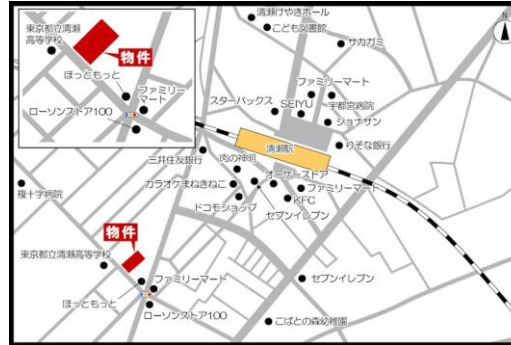 清瀬けやきホール
こども図書館
サカガミ
N
東京都立清瀬
高等学校
物件
ほっともっと
ファミリー
マート
ローソンストア100
ファミリーマート
スターバックス
SEIYU
宇都宮病院
ジョナサン
清瀬駅
りそな銀行
三井住友銀行
肉の神明
カラオケまねきねこ
オーケーストア
ファミリーマート
ドコモショップ
KFC
セブンイレブン
複十字病院
物件
東京都立清瀬高等学校
ファミリーマート
ほっともっと
ローソンストア100
セブンイレブン
こばとの森幼稚園